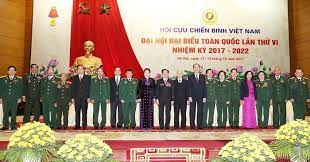 HỘI CỰU CHIẾN BINH VIỆT NAM
ĐẠI HỘI ĐẠI BIỂU TOÀN QUỐC LẦN THỨ VI
NHIỆM KỲ 2017 - 2022